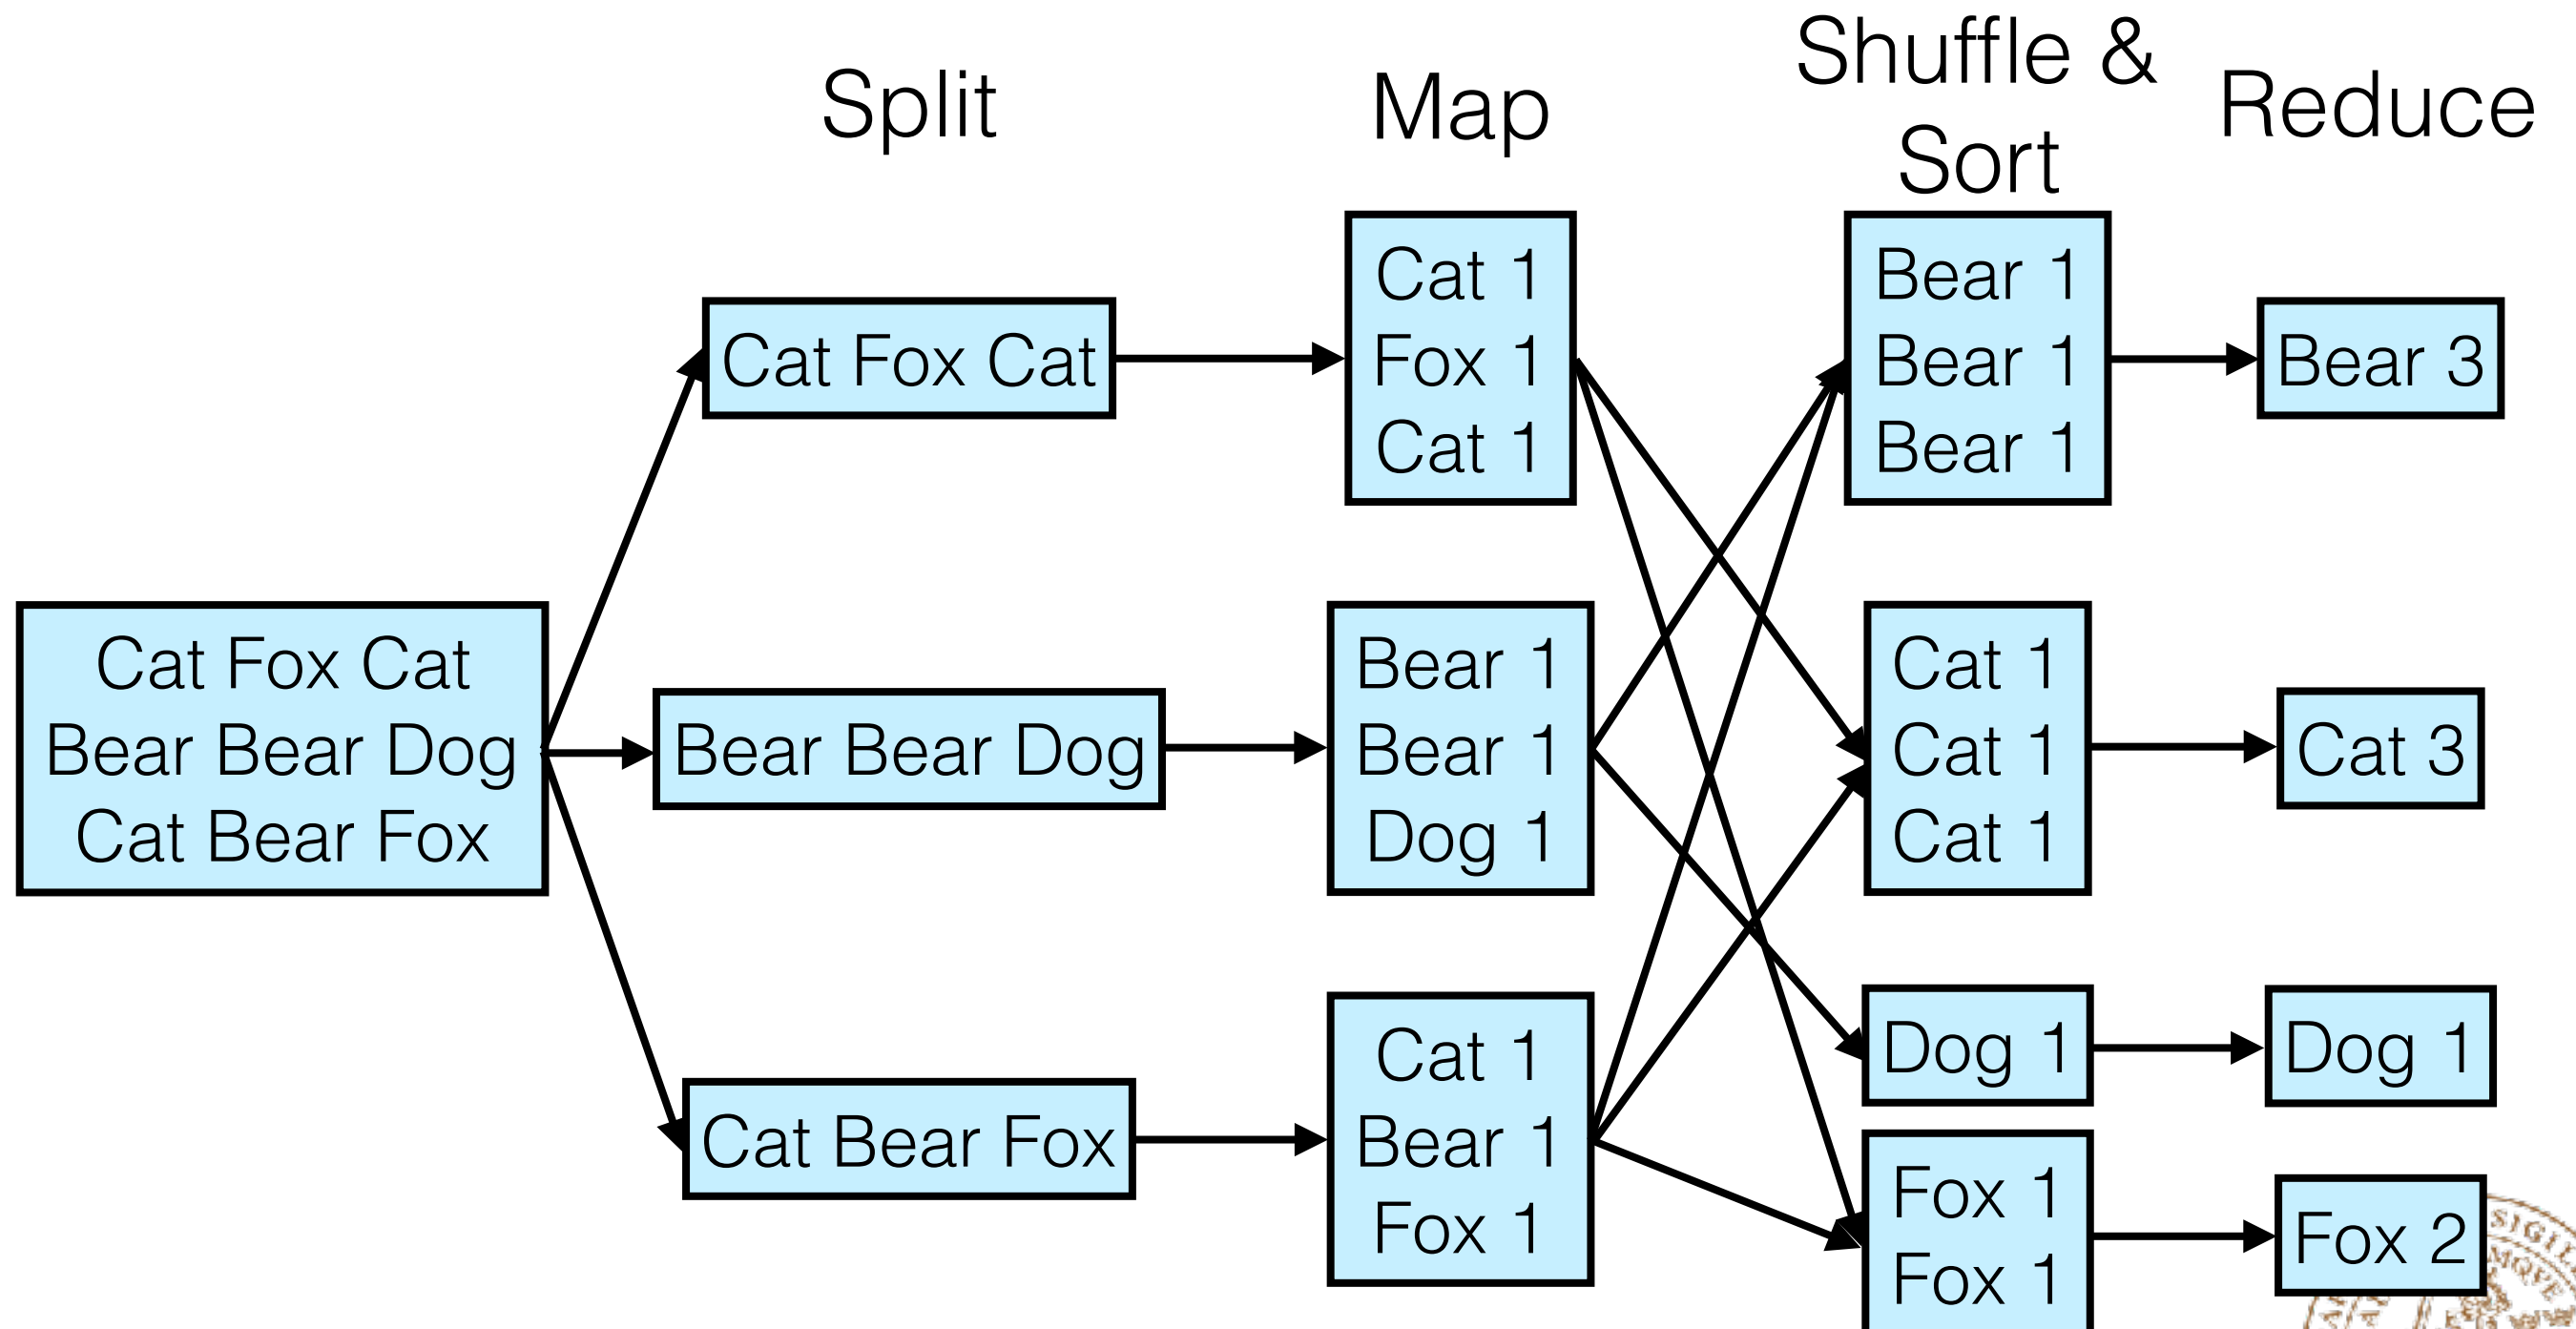 Split
Map
Shuffle &
Sort
Reduce
Cat Fox Cat
Bear Bear Dog
Cat Bear Fox
Cat Fox Cat
Bear Bear Dog
Cat Bear Fox
Cat 1
Fox 1
Cat 1
Bear 1
Bear 1
Dog 1
Cat 1
Bear 1
Fox 1
Bear 1
Bear 1
Bear 1
Cat 1
Cat 1
Cat 1
Dog 1
Fox 1
Fox 1
Bear 3
Cat 3
Dog 1
Fox 2